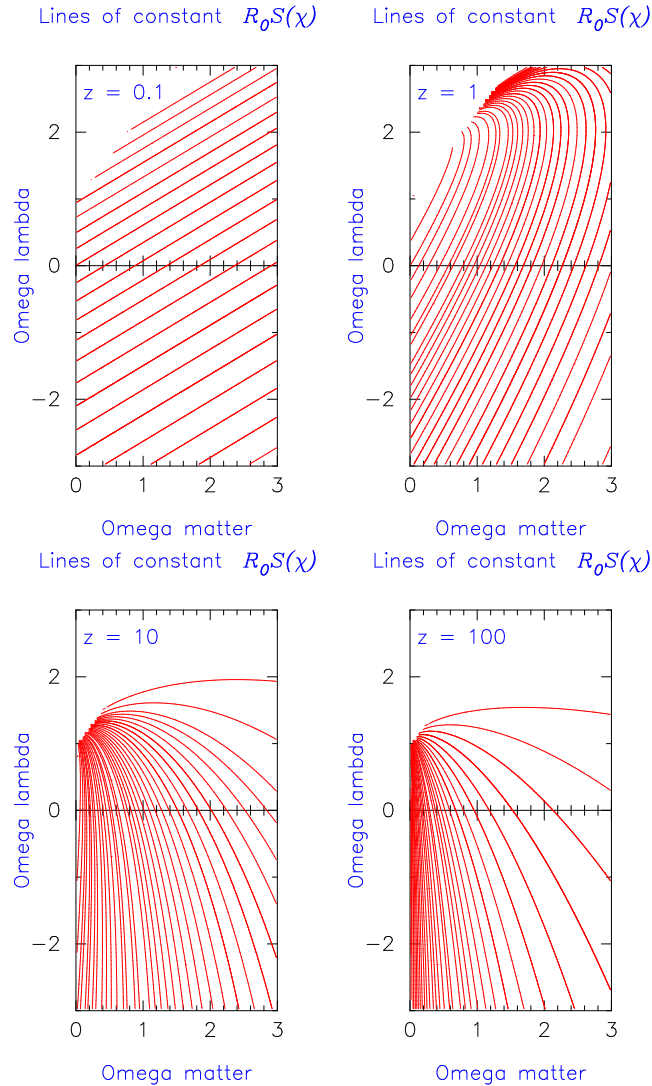 Lines of constant R₀S(χ)
Lines of constant R₀S(χ)
z = 0.1
z = 1
2
0
-2
2
0
-2
Omega lambda
Omega lambda
0 1 2 3
0 1 2 3
Omega matter
Omega matter
Lines of constant R₀S(χ)
Lines of constant R₀S(χ)
z = 10
z = 100
2
0
-2
2
0
-2
Omega lambda
Omega lambda
0 1 2 3
0 1 2 3
Omega matter
Omega matter